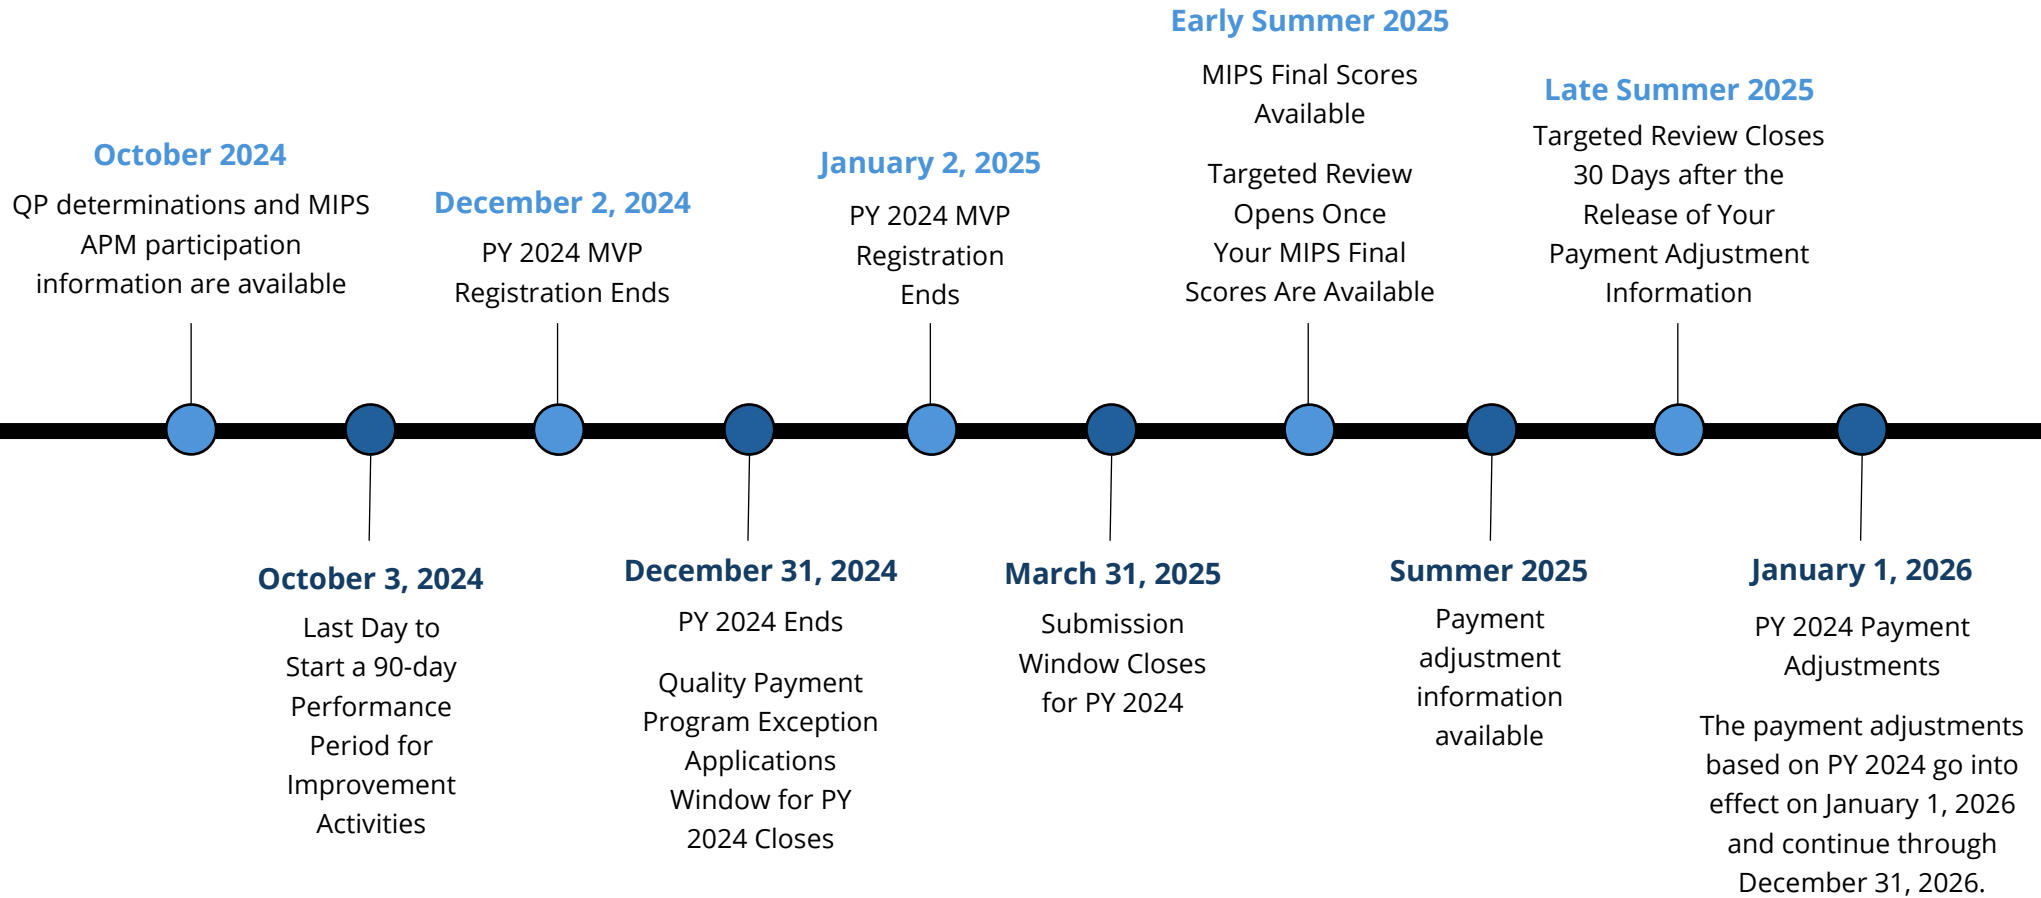 October 2024
QP determinations and MIPS
APM participation
information are available
October 3, 2024
Last Day to
Start a 90-day
Performance
Period for
Improvement
Activities
December 2, 2024
PY 2024 MVP
Registration Ends
December 31, 2024
PY 2024 Ends
Quality Payment
Program Exception
Applications
Window for PY
2024 Closes
January 2, 2025
PY 2024 MVP
Registration
Ends
March 31, 2025
Submission
Window Closes
for PY 2024
Early Summer 2025
MIPS Final Scores
Available
Targeted Review
Opens Once
Your MIPS Final
Scores Are Available
Summer 2025
Payment
adjustment
information
available
Late Summer 2025
Targeted Review Closes
30 Days after the
Release of Your
Payment Adjustment
Information
January 1, 2026
PY 2024 Payment
Adjustments
The payment adjustments
based on PY 2024 go into
effect on January 1, 2026
and continue through
December 31, 2026.